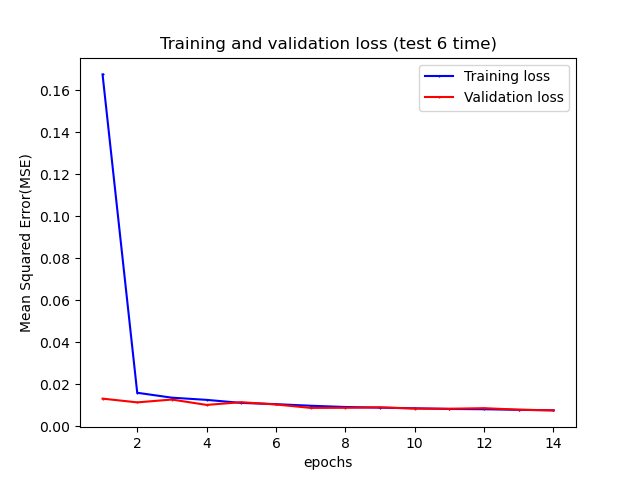 Training and validation loss (test 6 time)
Training loss
Validation loss
Mean Squared Error(MSE)
0.16
0.14
0.12
0.10
0.08
0.06
0.04
0.02
0.00
2 4 6 8 10 12 14
epochs